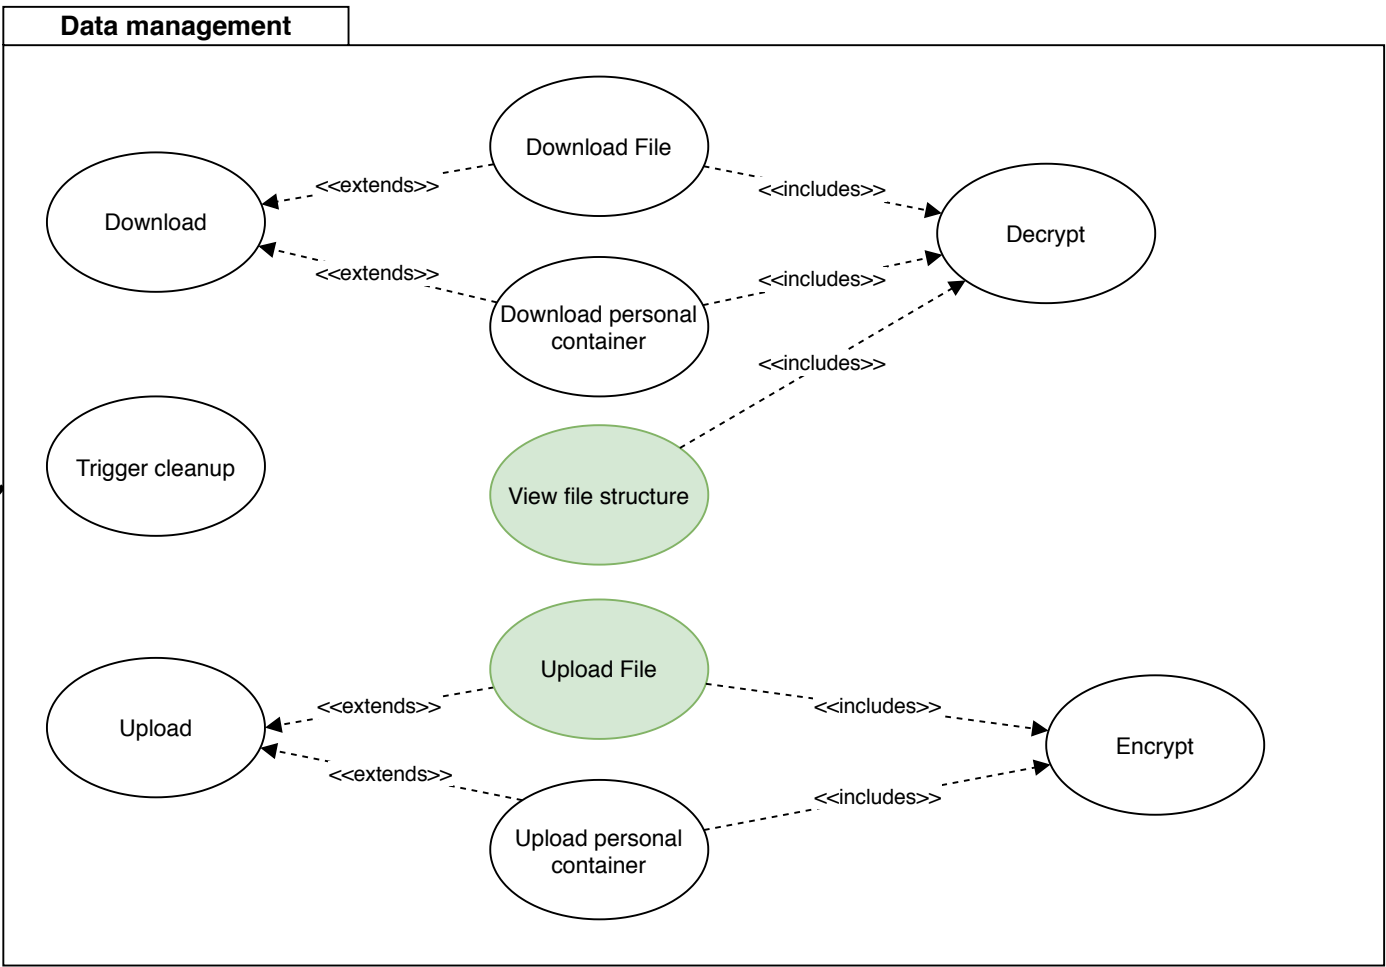 Data management
Download File
<<extends>>
<<includes>>
Download
Decrypt
<<extends>>
<<includes>>
Download personal
container
<<includes>>
Trigger cleanup
View file structure
Upload File
<<extends>>
<<includes>>
Upload
Encrypt
<<extends>>
<<includes>>
Upload personal
container